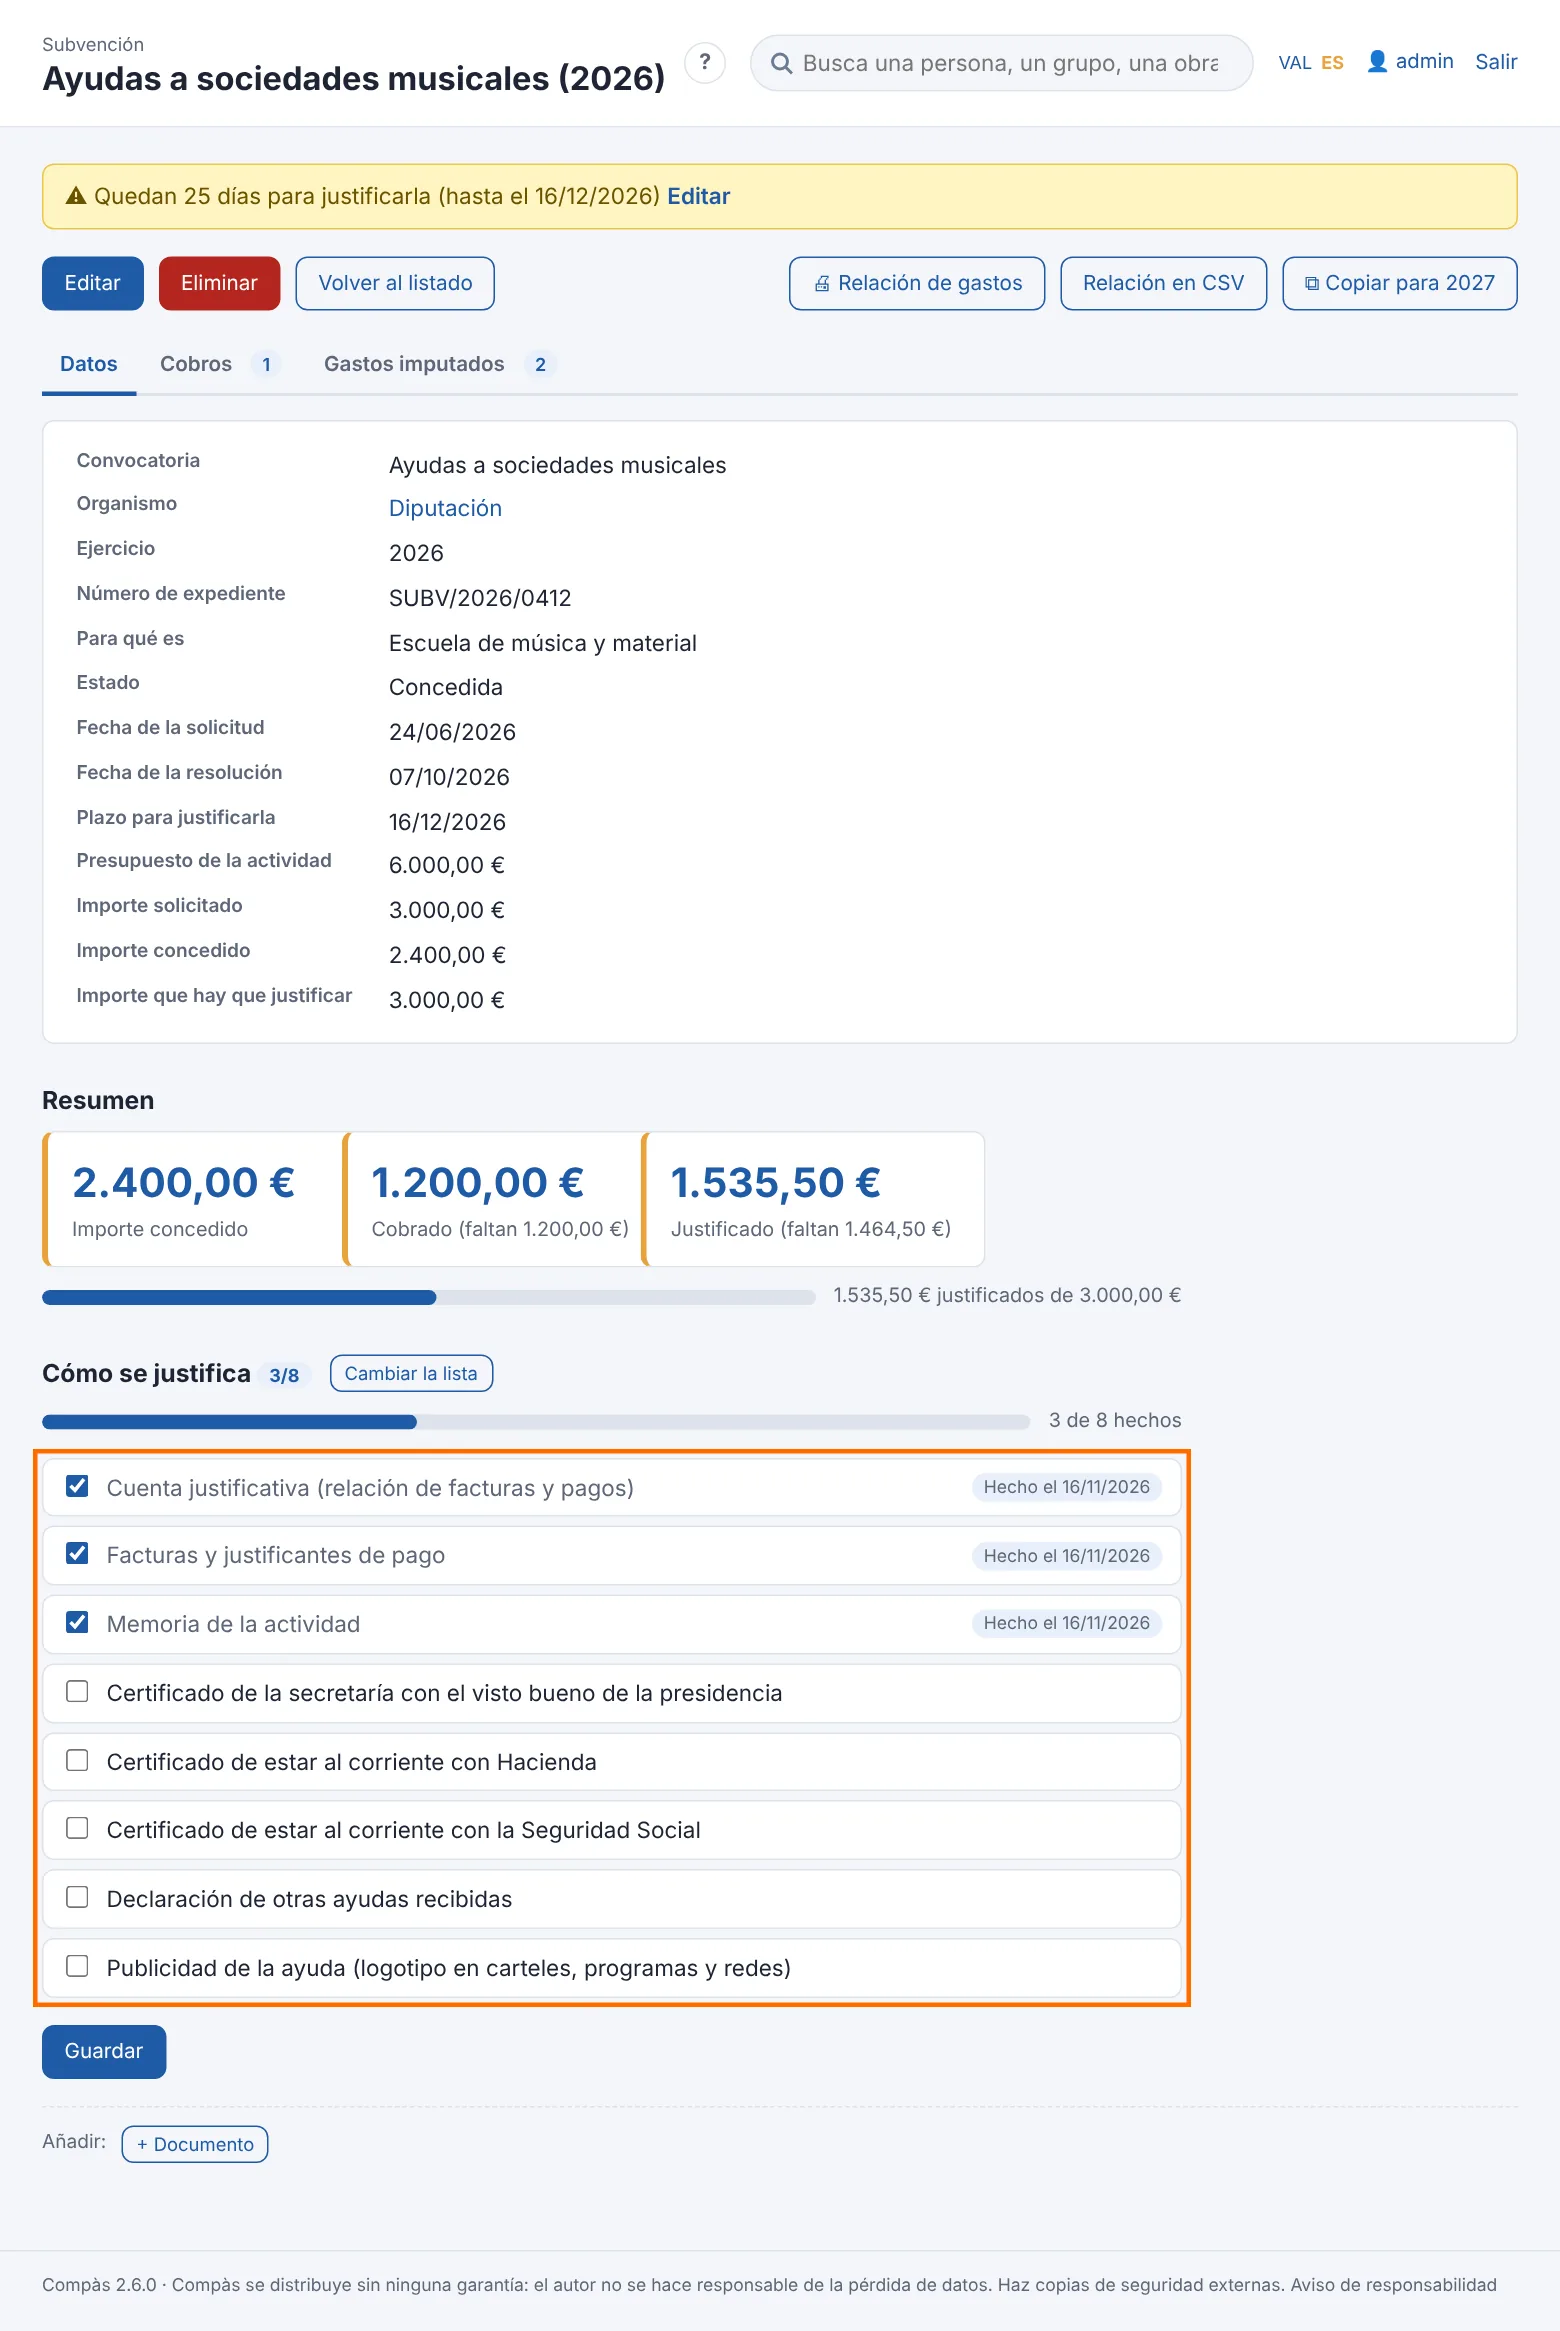 Subvención
Ayudas a sociedades musicales (2026)
?
Busca una persona, un grupo, una obra
VAL ES
admin
Salir
Quedan 25 días para justificarla (hasta el 16/12/2026) Editar
Editar
Eliminar
Volver al listado
Relación de gastos
Relación en CSV
Copiar para 2027
Datos
Cobros 1
Gastos imputados 2
Convocatoria Ayudas a sociedades musicales
Organismo Diputación
Ejercicio 2026
Número de expediente SUBV/2026/0412
Para qué es Escuela de música y material
Estado Concedida
Fecha de la solicitud 24/06/2026
Fecha de la resolución 07/10/2026
Plazo para justificarla 16/12/2026
Presupuesto de la actividad 6.000,00 €
Importe solicitado 3.000,00 €
Importe concedido 2.400,00 €
Importe que hay que justificar 3.000,00 €
Resumen
2.400,00 €
Importe concedido
1.200,00 €
Cobrado (faltan 1.200,00 €)
1.535,50 €
Justificado (faltan 1.464,50 €)
1.535,50 € justificados de 3.000,00 €
Cómo se justifica 3/8 Cambiar la lista
3 de 8 hechos
Cuenta justificativa (relación de facturas y pagos) Hecho el 16/11/2026
Facturas y justificantes de pago Hecho el 16/11/2026
Memoria de la actividad Hecho el 16/11/2026
Certificado de la secretaría con el visto bueno de la presidencia
Certificado de estar al corriente con Hacienda
Certificado de estar al corriente con la Seguridad Social
Declaración de otras ayudas recibidas
Publicidad de la ayuda (logotipo en carteles, programas y redes)
Guardar
Añadir: + Documento
Compàs 2.6.0 · Compàs se distribuye sin ninguna garantía: el autor no se hace responsable de la pérdida de datos. Haz copias de seguridad externas. Aviso de responsabilidad